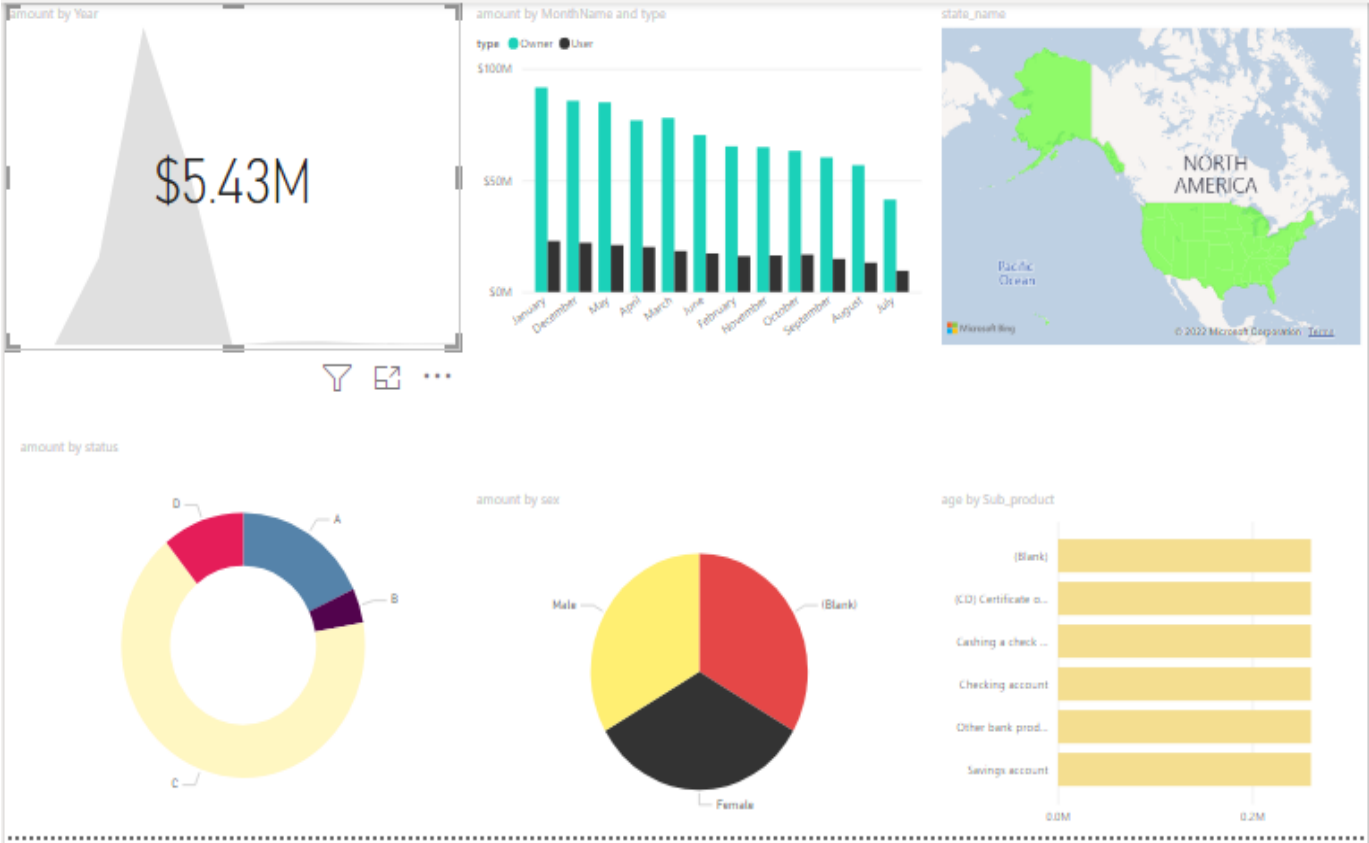 amount by Year
$5.43M
amount by MonthName and type
type Owner User
$100M
$50M
$0M
January
December
May
April
March
June
February
November
October
September
August
July
state_name
NORTH
AMERICA
Pacific
Ocean
Microsoft Bing
© 2022 Microsoft Corporation Terms
amount by status
D
A
B
C
amount by sex
Male
(Blank)
Female
age by Sub_product
(Blank)
(CD) Certificate o...
Cashing a check ...
Checking account
Other bank prod...
Savings account
0.0M
0.2M